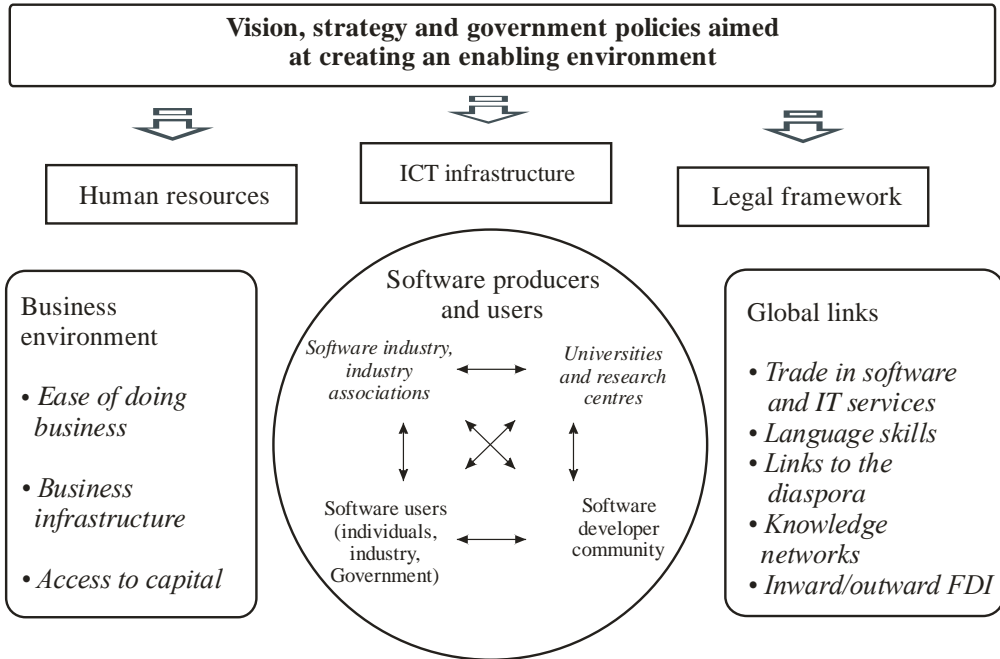 Vision, strategy and government policies aimed
at creating an enabling environment
Human resources
ICT infrastructure
Legal framework
Business
environment
• Ease of doing
business
• Business
infrastructure
• Access to capital
Software producers
and users
Software industry,
industry
associations
Universities
and research
centres
Software users
(individuals,
industry,
Government)
Software
developer
community
Global links
• Trade in software
and IT services
• Language skills
• Links to the
diaspora
• Knowledge
networks
• Inward/outward FDI